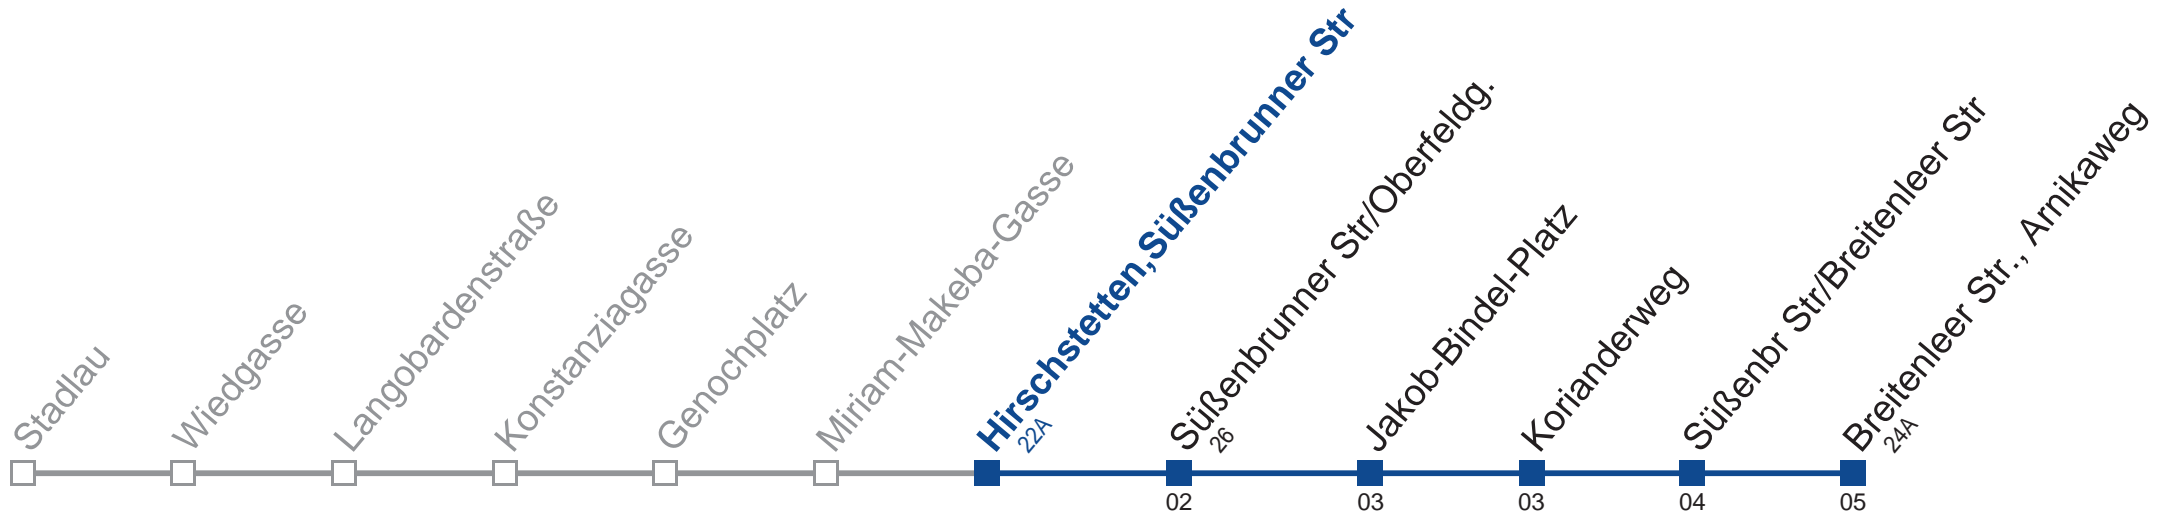 Stadlau
Wiedgasse
Langobardenstraße
Konstanziagasse
Genochplatz
Miriam-Makeba-Gasse
Hirschstetten,Süßenbrunner Str
22A
Süßenbrunner Str/Oberfeldg.
26
Jakob-Bindel-Platz
Korianderweg
Süßenbr Str/Breitenleer Str
Breitenleer Str., Arnikaweg
24A
02
03
03
04
05